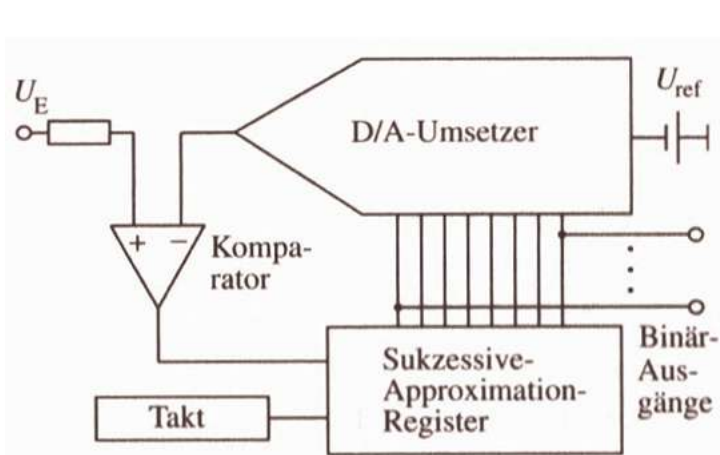 U_E
D/A-Umsetzer
U_ref
+ −
Kompa-
rator
Binär-
Aus-
gänge
Sukzessive-
Approximation-
Register
Takt